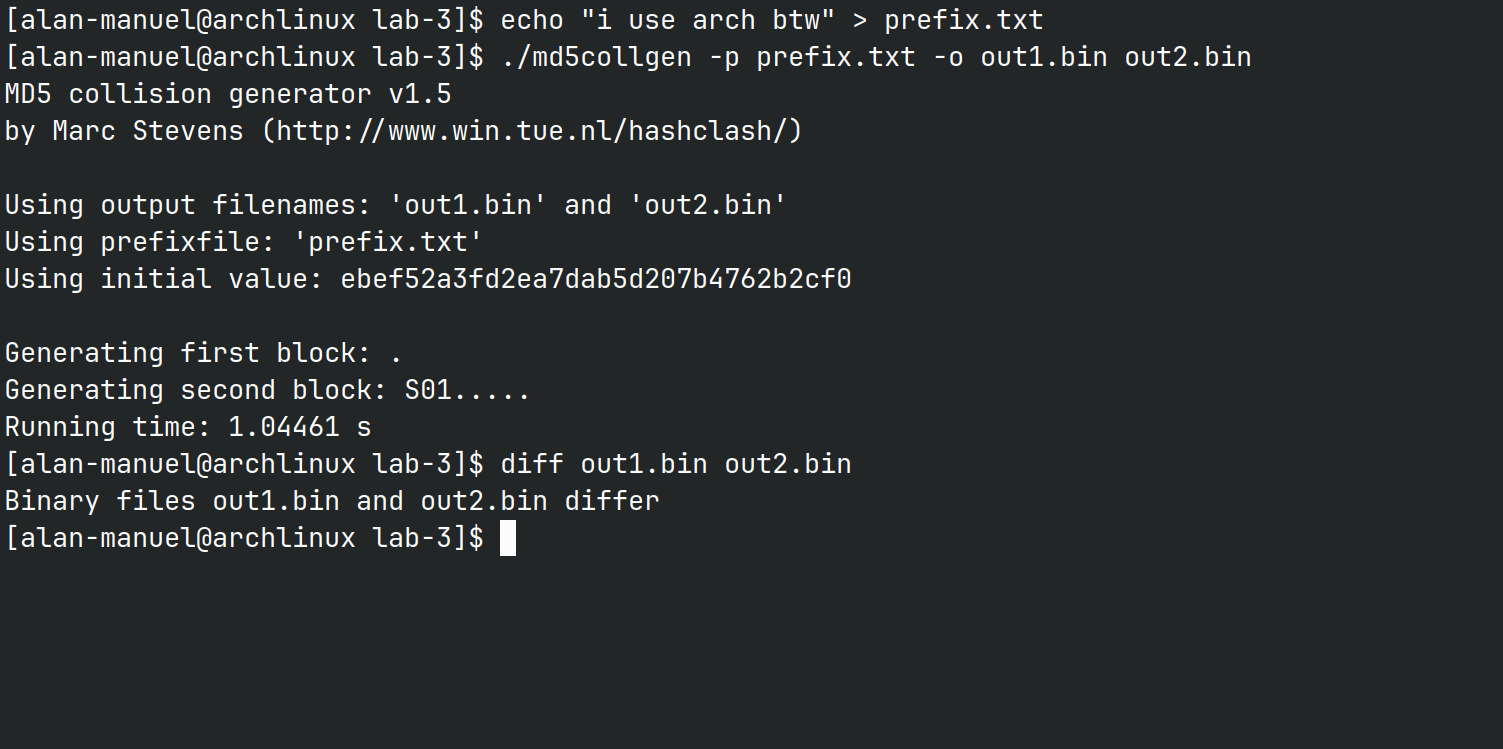 [alan-manuel@archlinux lab-3]$ echo "i use arch btw" > prefix.txt
[alan-manuel@archlinux lab-3]$ ./md5collgen -p prefix.txt -o out1.bin out2.bin
MD5 collision generator v1.5
by Marc Stevens (http://www.win.tue.nl/hashclash/)
Using output filenames: 'out1.bin' and 'out2.bin'
Using prefixfile: 'prefix.txt'
Using initial value: ebef52a3fd2ea7dab5d207b4762b2cf0
Generating first block: .
Generating second block: S01.....
Running time: 1.04461 s
[alan-manuel@archlinux lab-3]$ diff out1.bin out2.bin
Binary files out1.bin and out2.bin differ
[alan-manuel@archlinux lab-3]$